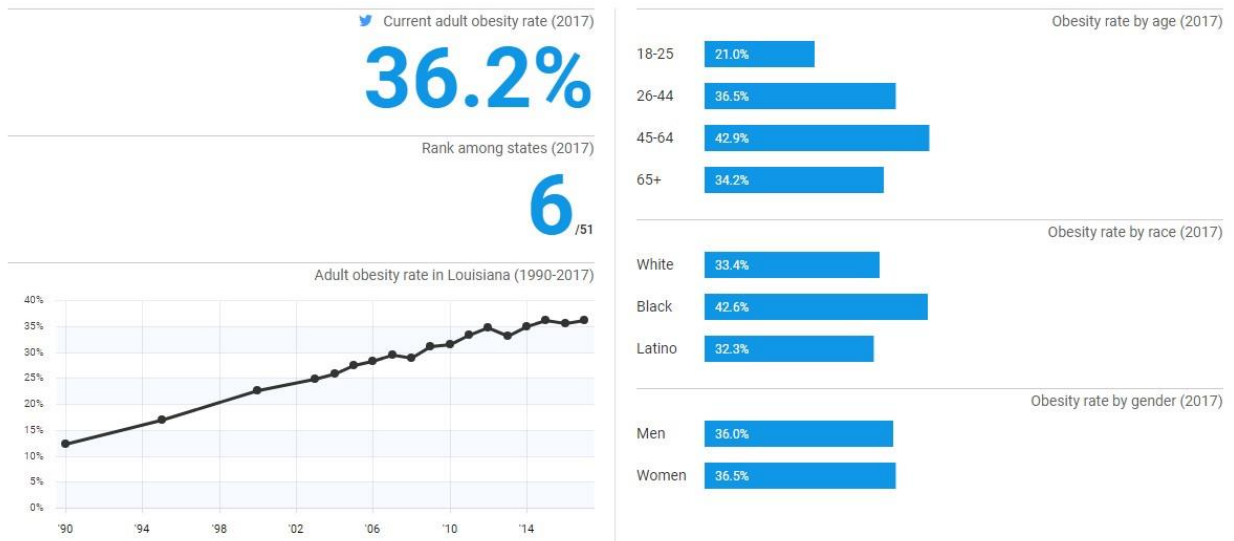 Current adult obesity rate (2017)
36.2%
Rank among states (2017)
6/51
Adult obesity rate in Louisiana (1990-2017)
40%
35%
30%
25%
20%
15%
10%
5%
0%
'90 '94 '98 '02 '06 '10 '14
Obesity rate by age (2017)
18-25 21.0%
26-44 36.5%
45-64 42.9%
65+ 34.2%
Obesity rate by race (2017)
White 33.4%
Black 42.6%
Latino 32.3%
Obesity rate by gender (2017)
Men 36.0%
Women 36.5%